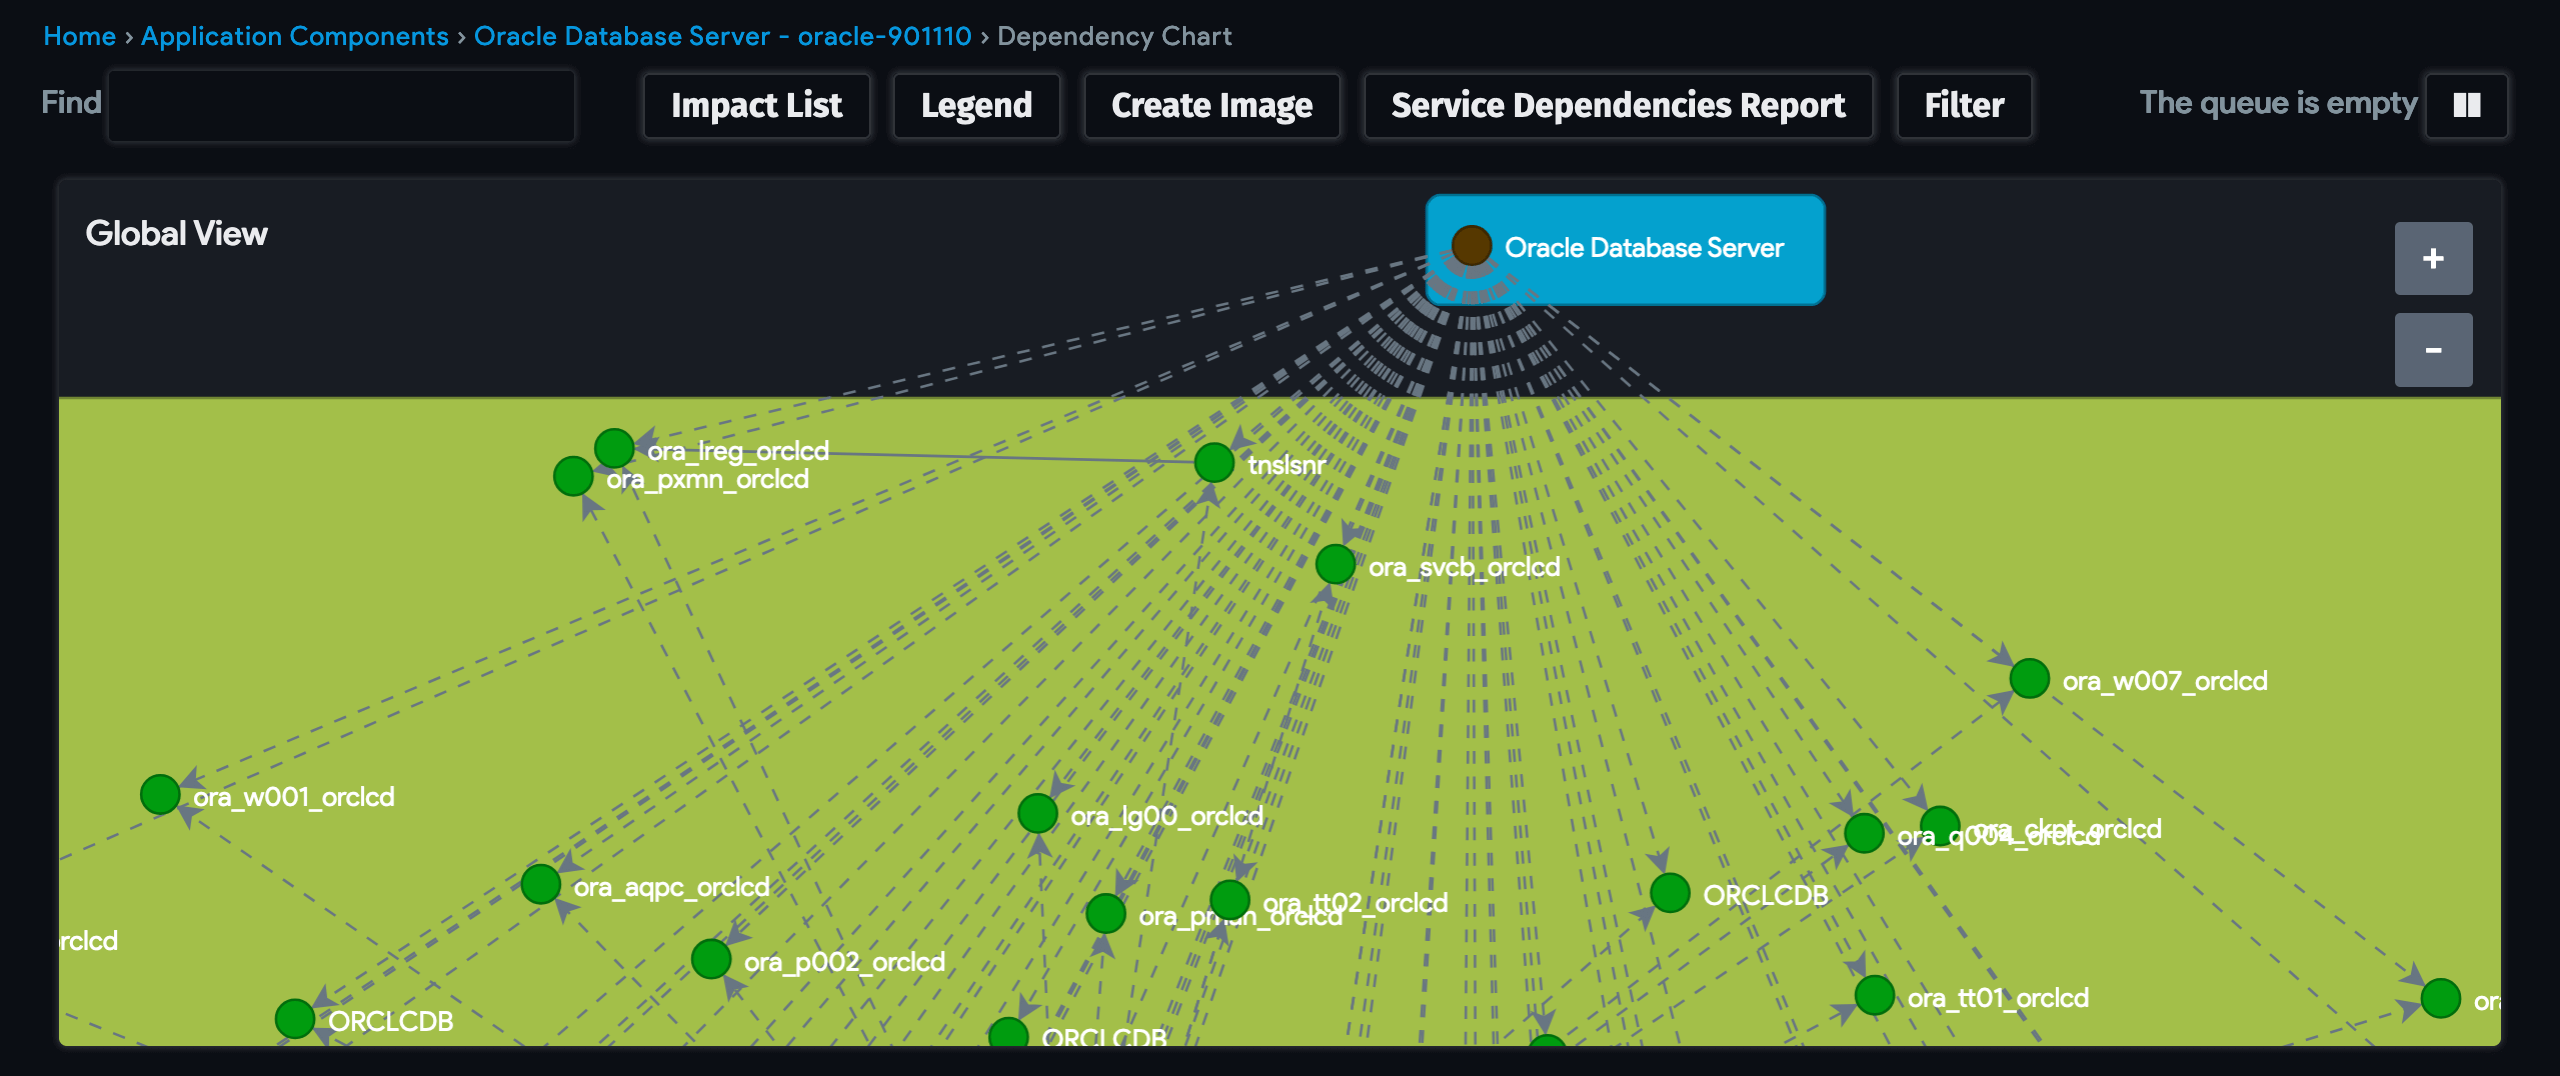 Home › Application Components › Oracle Database Server - oracle-901110 › Dependency Chart
Find
Impact List
Legend
Create Image
Service Dependencies Report
Filter
The queue is empty
Global View
Oracle Database Server
+
-
ora_lreg_orclcd
ora_pxmn_orclcd
tnslsnr
ora_svcb_orclcd
ora_w007_orclcd
ora_w001_orclcd
ora_lg00_orclcd
ora_ckpt_orclcd
ora_q004_orclcd
ora_aqpc_orclcd
ORCLCDB
ora_tt02_orclcd
ora_pman_orclcd
rclcd
ora_p002_orclcd
ora_tt01_orclcd
ora
ORCLCDB
ORCLCDB